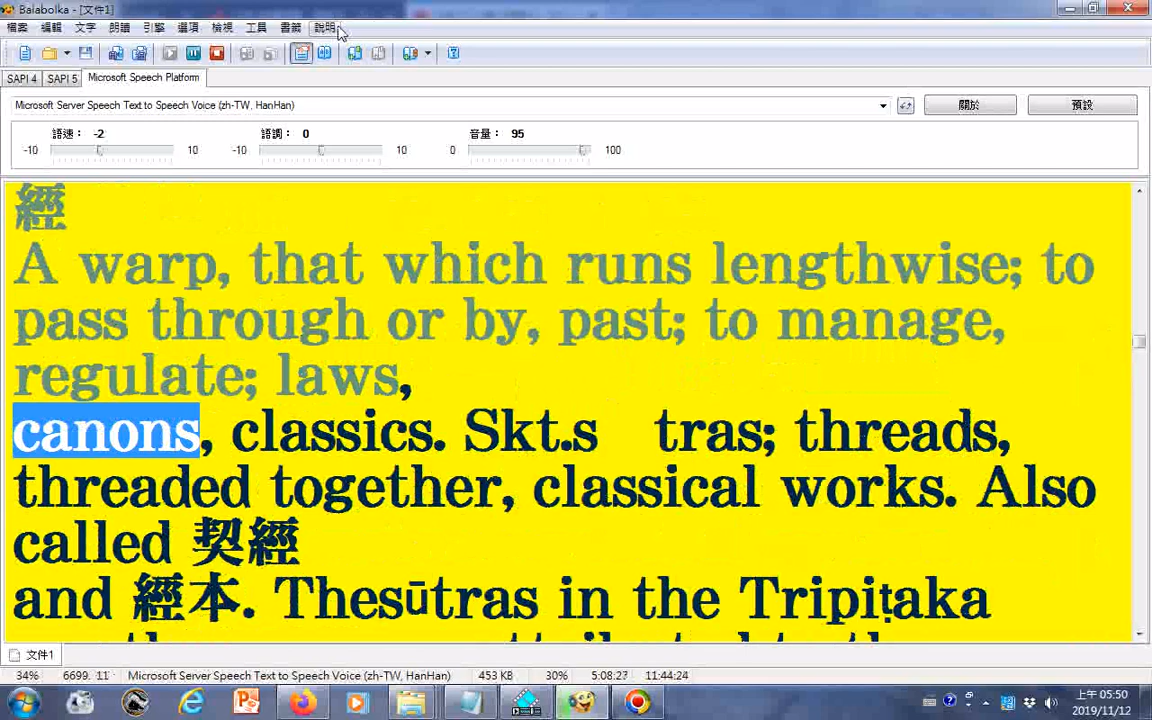 Balabolka - [文件1]
檔案 編輯 文字 朗讀 引擎 選項 檢視 工具 書籤 說明
SAPI 4 SAPI 5 Microsoft Speech Platform
Microsoft Server Speech Text to Speech Voice (zh-TW, HanHan) 關於 預設
語速： -2 語調： 0 音量： 95
-10 10 -10 10 0 100
經
A warp, that which runs lengthwise; to
pass through or by, past; to manage,
regulate; laws,
canons, classics. Skt.s tras; threads,
threaded together, classical works. Also
called 契經
and 經本. Thesūtras in the Tripiṭaka
文件1
34% 6699. 11 Microsoft Server Speech Text to Speech Voice (zh-TW, HanHan) 453 KB 30% 5:08:23 11:44:24
上午 05:50
2019/11/12